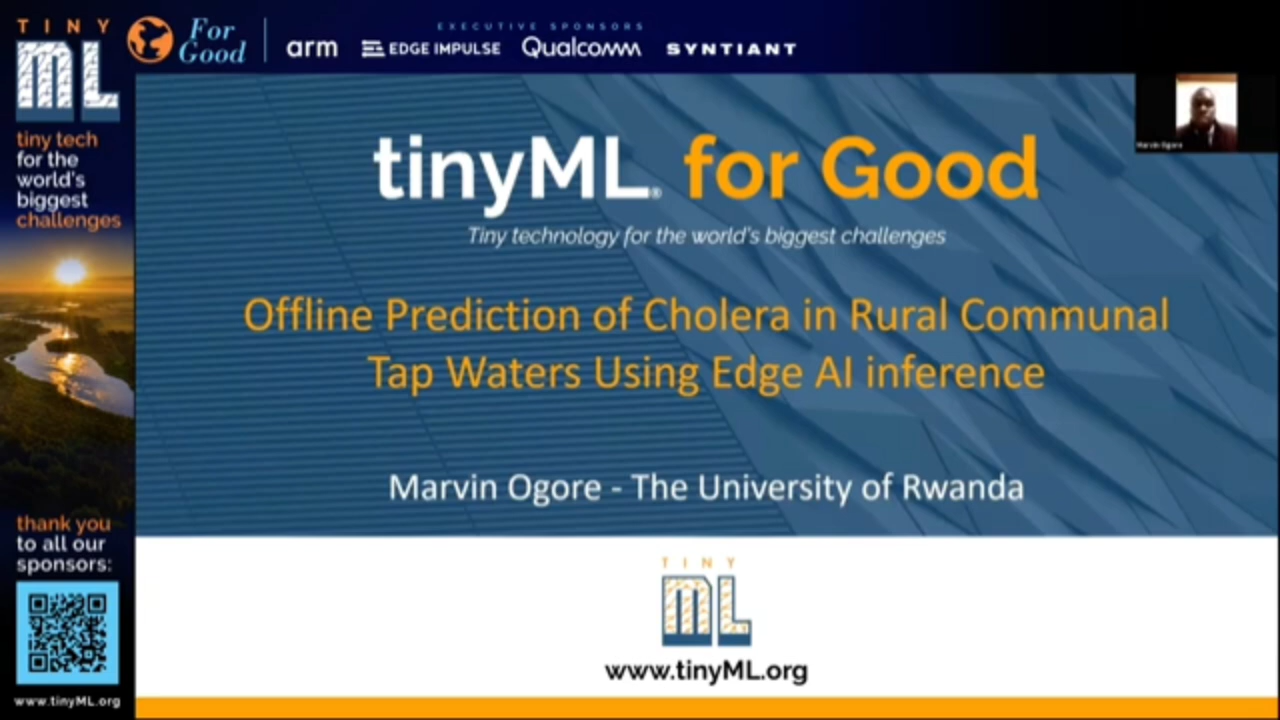 TINY
ML
For
Good
EXECUTIVE SPONSORS
arm
EDGE IMPULSE
Qualcomm
SYNTIANT
tiny tech
for the
world's
biggest
challenges
thank you
to all our
sponsors:
www.tinyML.org
Marvin Ogore
tinyML® for Good
Tiny technology for the world's biggest challenges
Offline Prediction of Cholera in Rural Communal
Tap Waters Using Edge AI inference
Marvin Ogore - The University of Rwanda
TINY
ML
www.tinyML.org